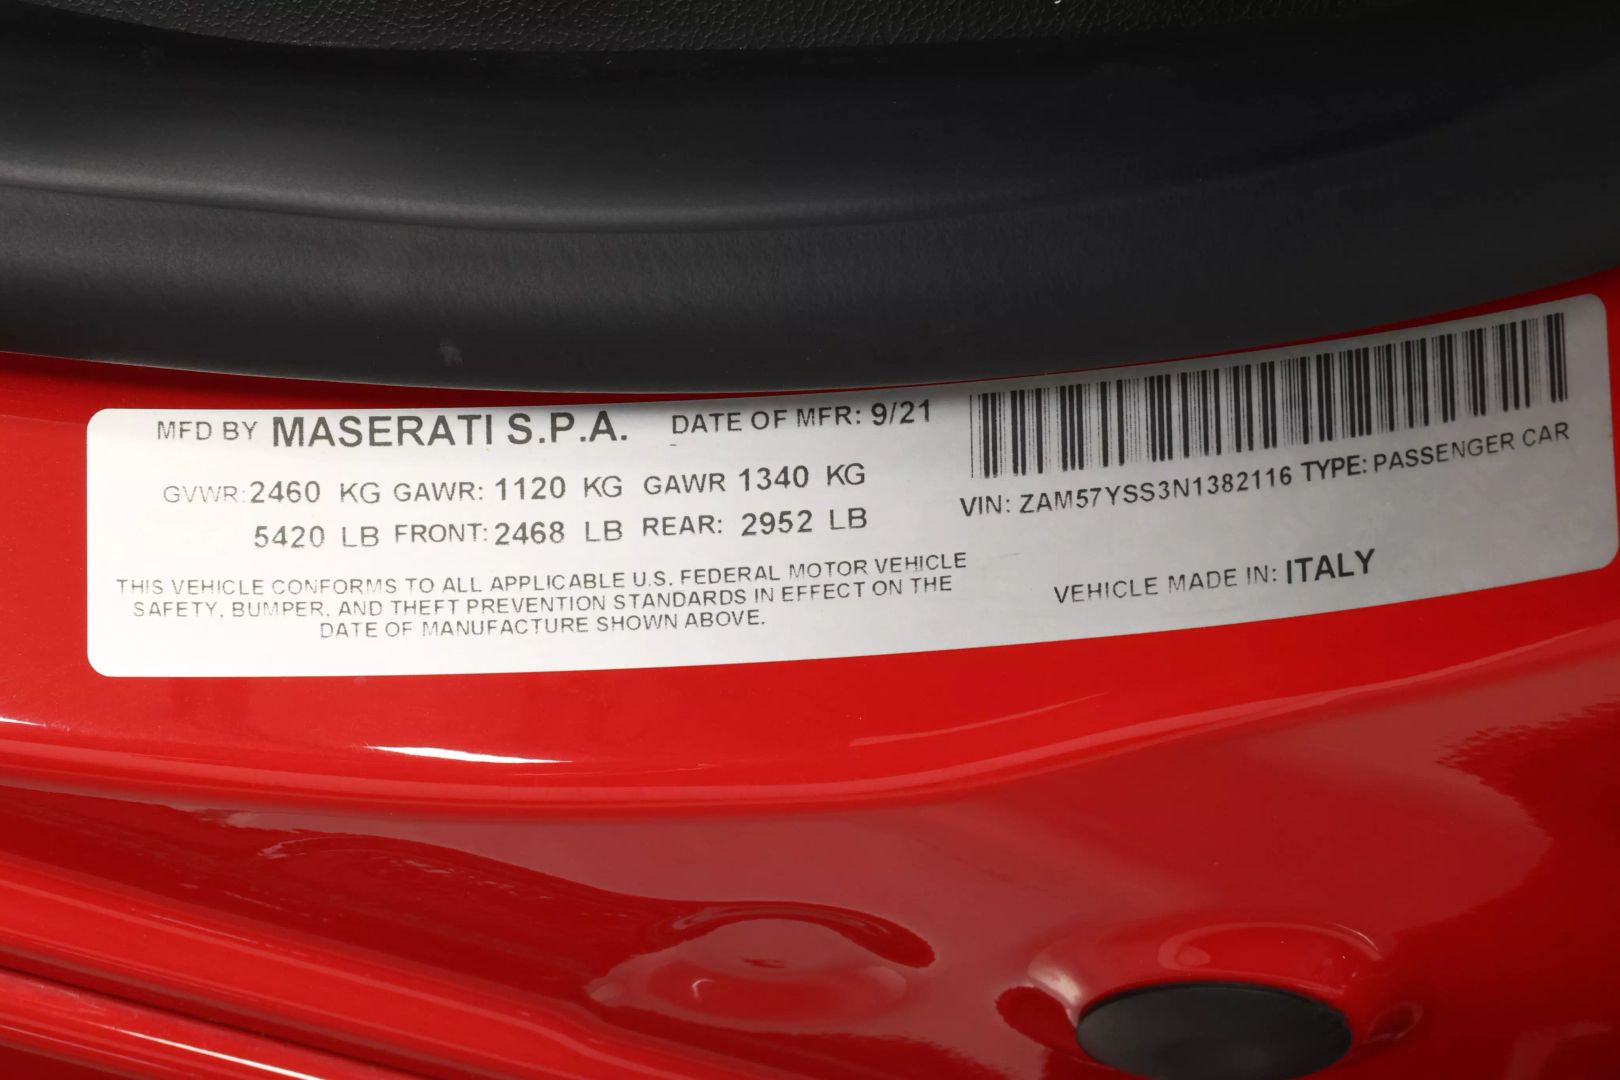 MFD BY MASERATI S.P.A. DATE OF MFR: 9/21
GVWR: 2460 KG GAWR: 1120 KG GAWR 1340 KG
5420 LB FRONT: 2468 LB REAR: 2952 LB
THIS VEHICLE CONFORMS TO ALL APPLICABLE U.S. FEDERAL MOTOR VEHICLE
SAFETY, BUMPER, AND THEFT PREVENTION STANDARDS IN EFFECT ON THE
DATE OF MANUFACTURE SHOWN ABOVE.
VIN: ZAM57YSS3N1382116 TYPE: PASSENGER CAR
VEHICLE MADE IN: ITALY